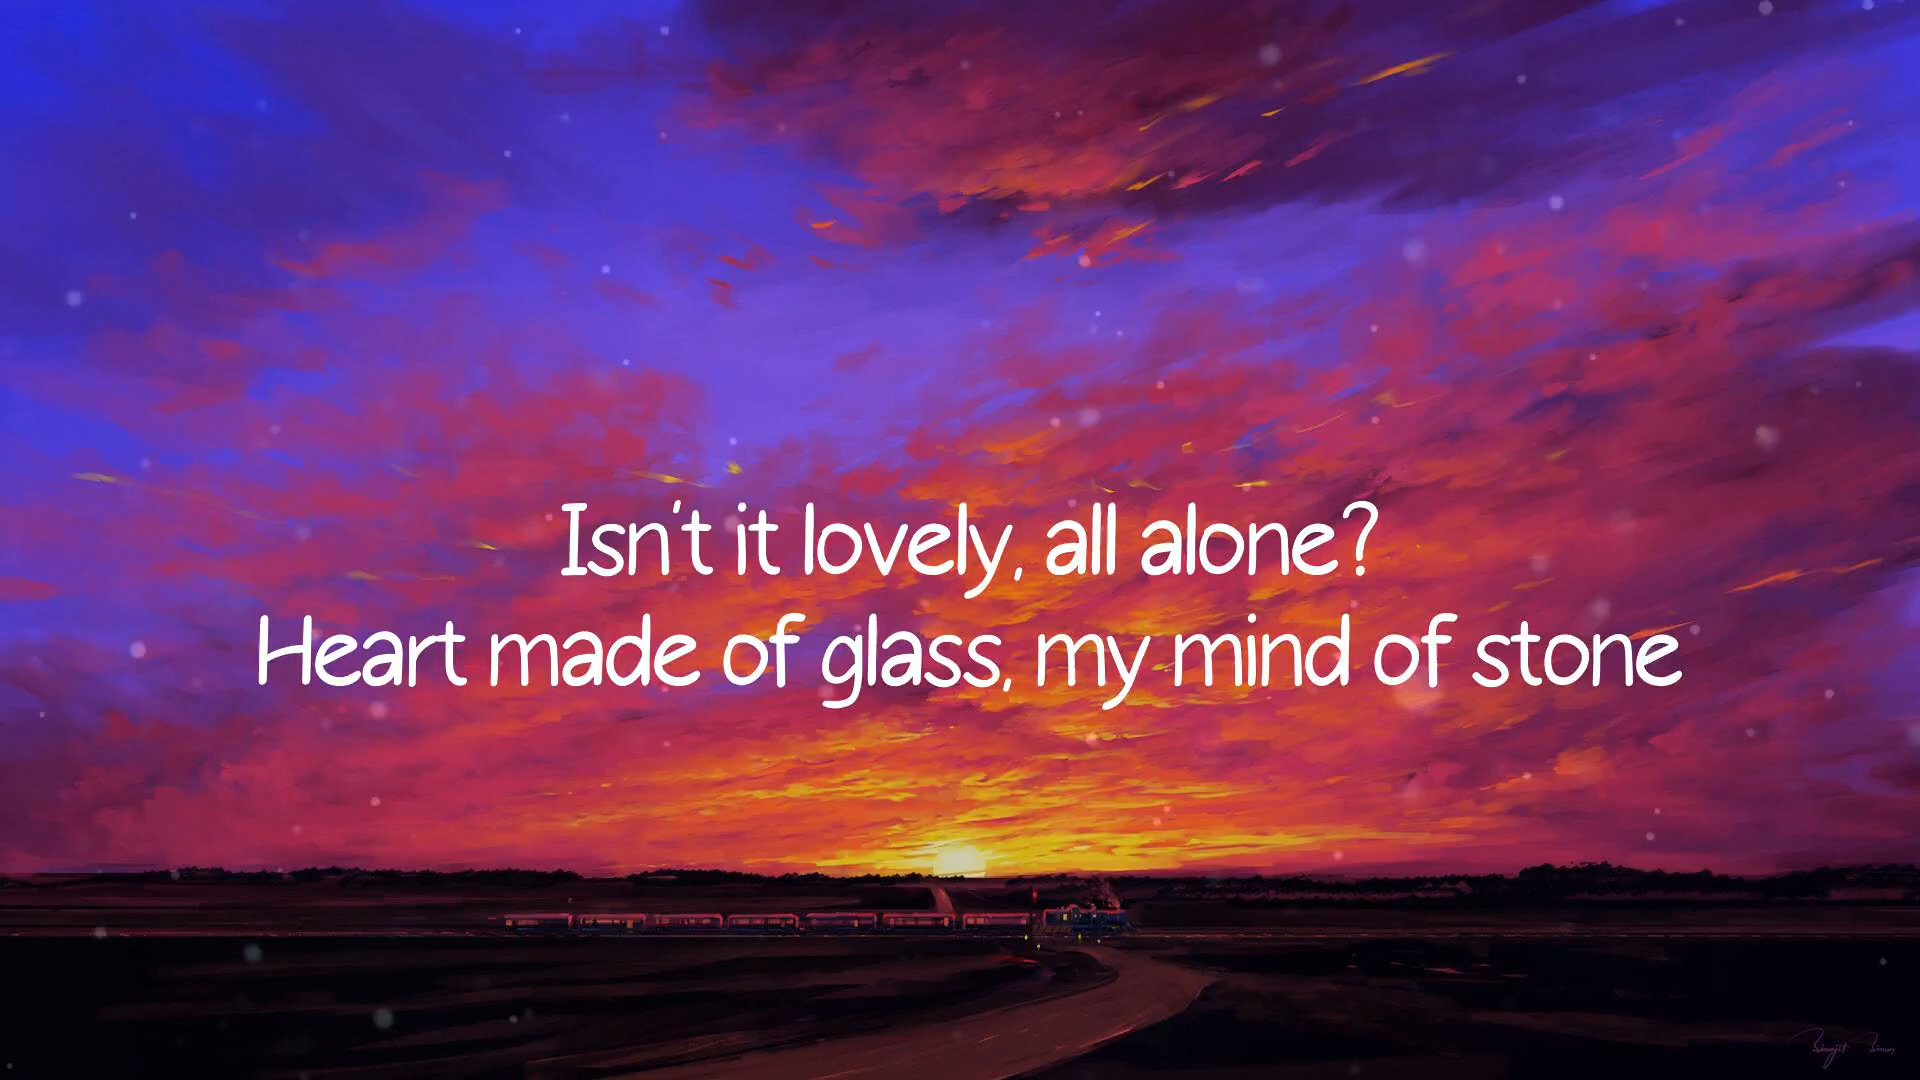 Isn't it lovely, all alone?
Heart made of glass, my mind of stone